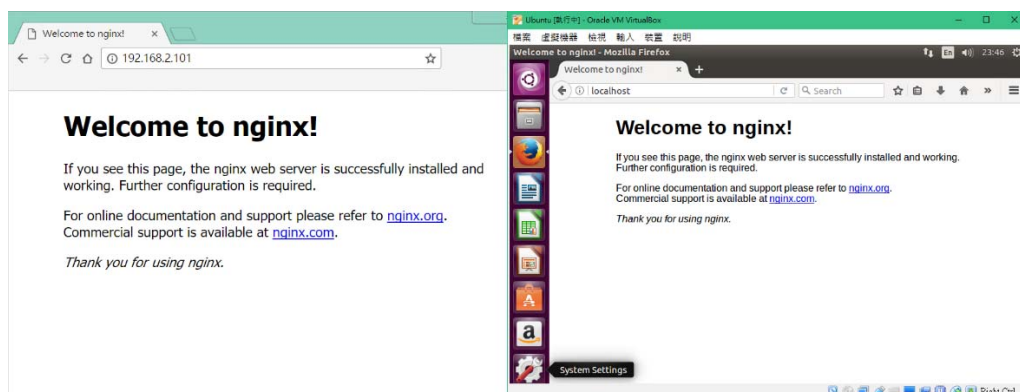 Welcome to nginx!
192.168.2.101
Welcome to nginx!
If you see this page, the nginx web server is successfully installed and
working. Further configuration is required.
For online documentation and support please refer to nginx.org.
Commercial support is available at nginx.com.
Thank you for using nginx.
Ubuntu [執行中] - Oracle VM VirtualBox
檔案 虛擬機器 檢視 輸入 裝置 說明
Welcome to nginx! - Mozilla Firefox
En 23:46
Welcome to nginx!
localhost
Search
Welcome to nginx!
If you see this page, the nginx web server is successfully installed and working.
Further configuration is required.
For online documentation and support please refer to nginx.org.
Commercial support is available at nginx.com.
Thank you for using nginx.
System Settings
Right Ctrl